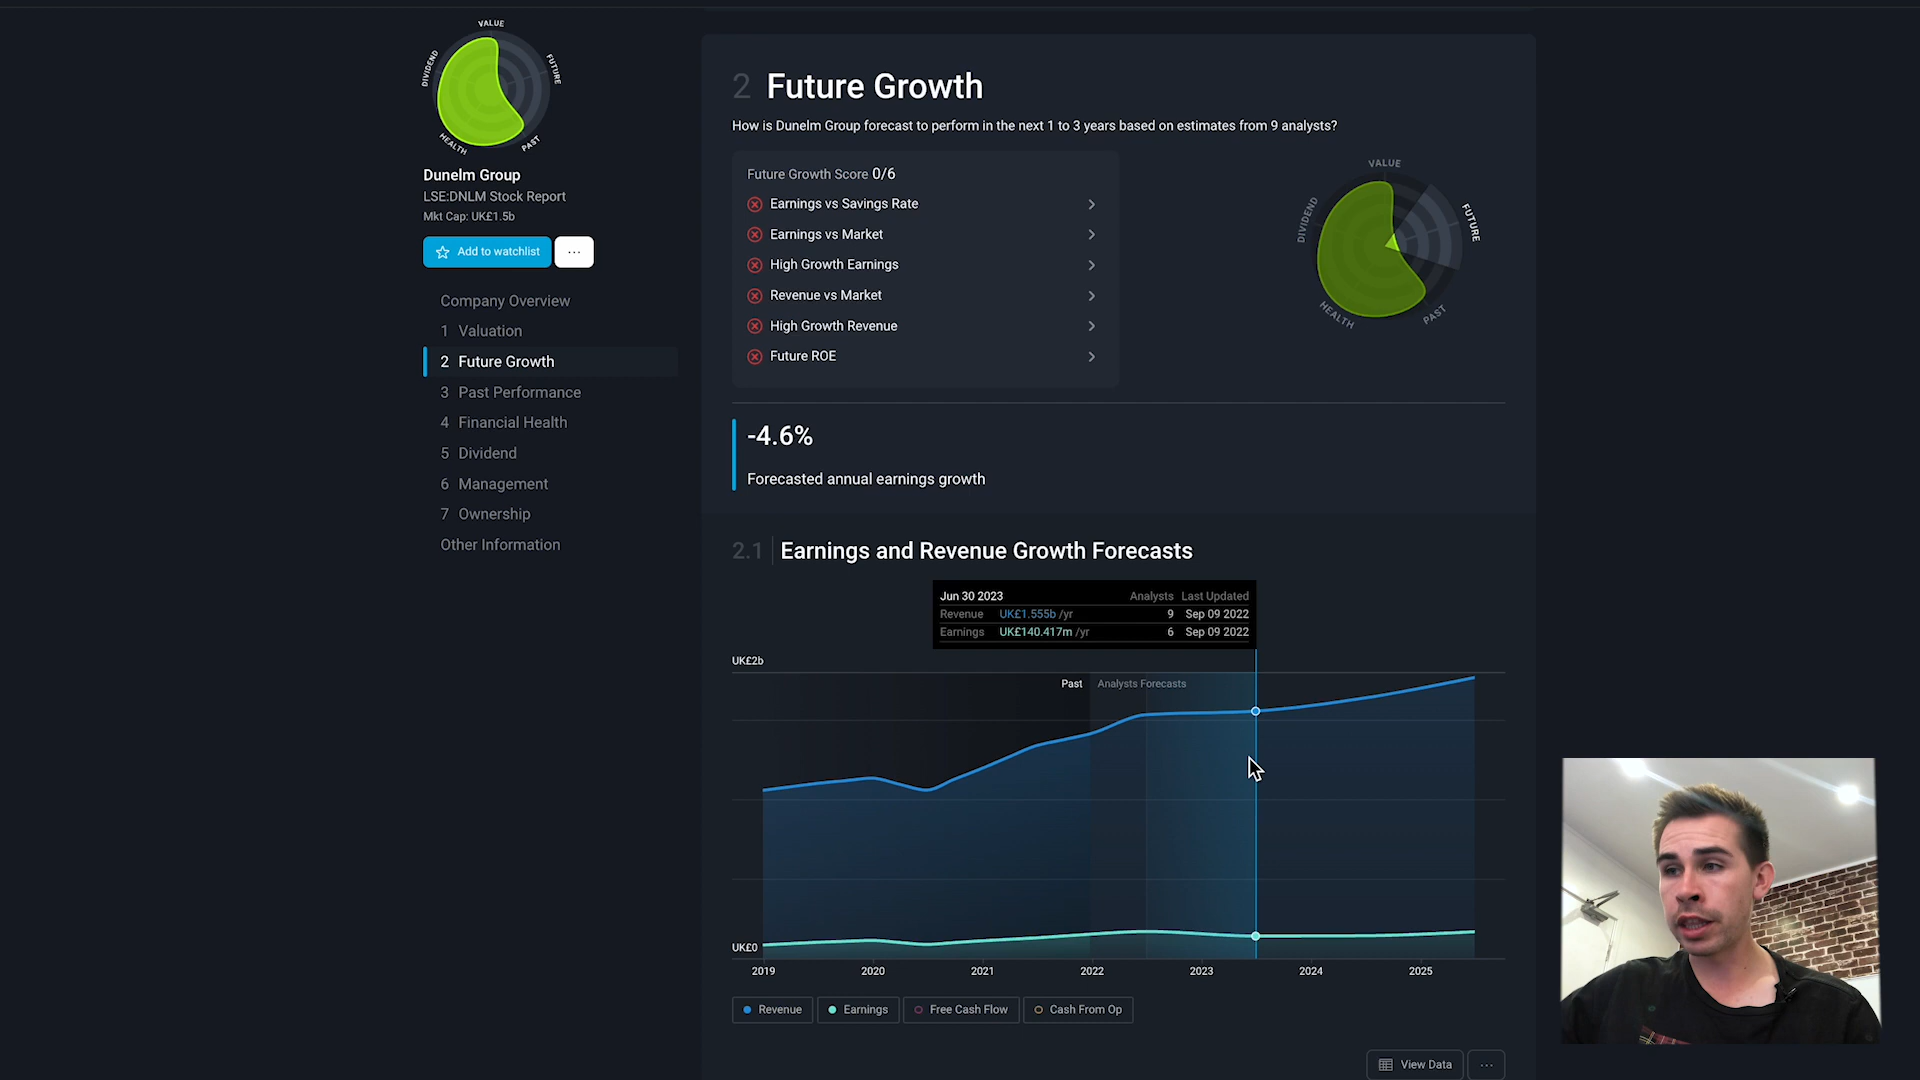 VALUE
FUTURE
DIVIDEND
HEALTH
PAST
Dunelm Group
LSE:DNLM Stock Report
Mkt Cap: UK£1.5b
Add to watchlist
...
Company Overview
1 Valuation
2 Future Growth
3 Past Performance
4 Financial Health
5 Dividend
6 Management
7 Ownership
Other Information
2 Future Growth
How is Dunelm Group forecast to perform in the next 1 to 3 years based on estimates from 9 analysts?
Future Growth Score 0/6
Earnings vs Savings Rate
Earnings vs Market
High Growth Earnings
Revenue vs Market
High Growth Revenue
Future ROE
VALUE
FUTURE
DIVIDEND
HEALTH
PAST
-4.6%
Forecasted annual earnings growth
2.1 Earnings and Revenue Growth Forecasts
Jun 30 2023 Analysts Last Updated
Revenue UK£1.555b /yr 9 Sep 09 2022
Earnings UK£140.417m /yr 6 Sep 09 2022
UK£2b
Past Analysts Forecasts
UK£0
2019 2020 2021 2022 2023 2024 2025
Revenue Earnings Free Cash Flow Cash From Op
View Data ...